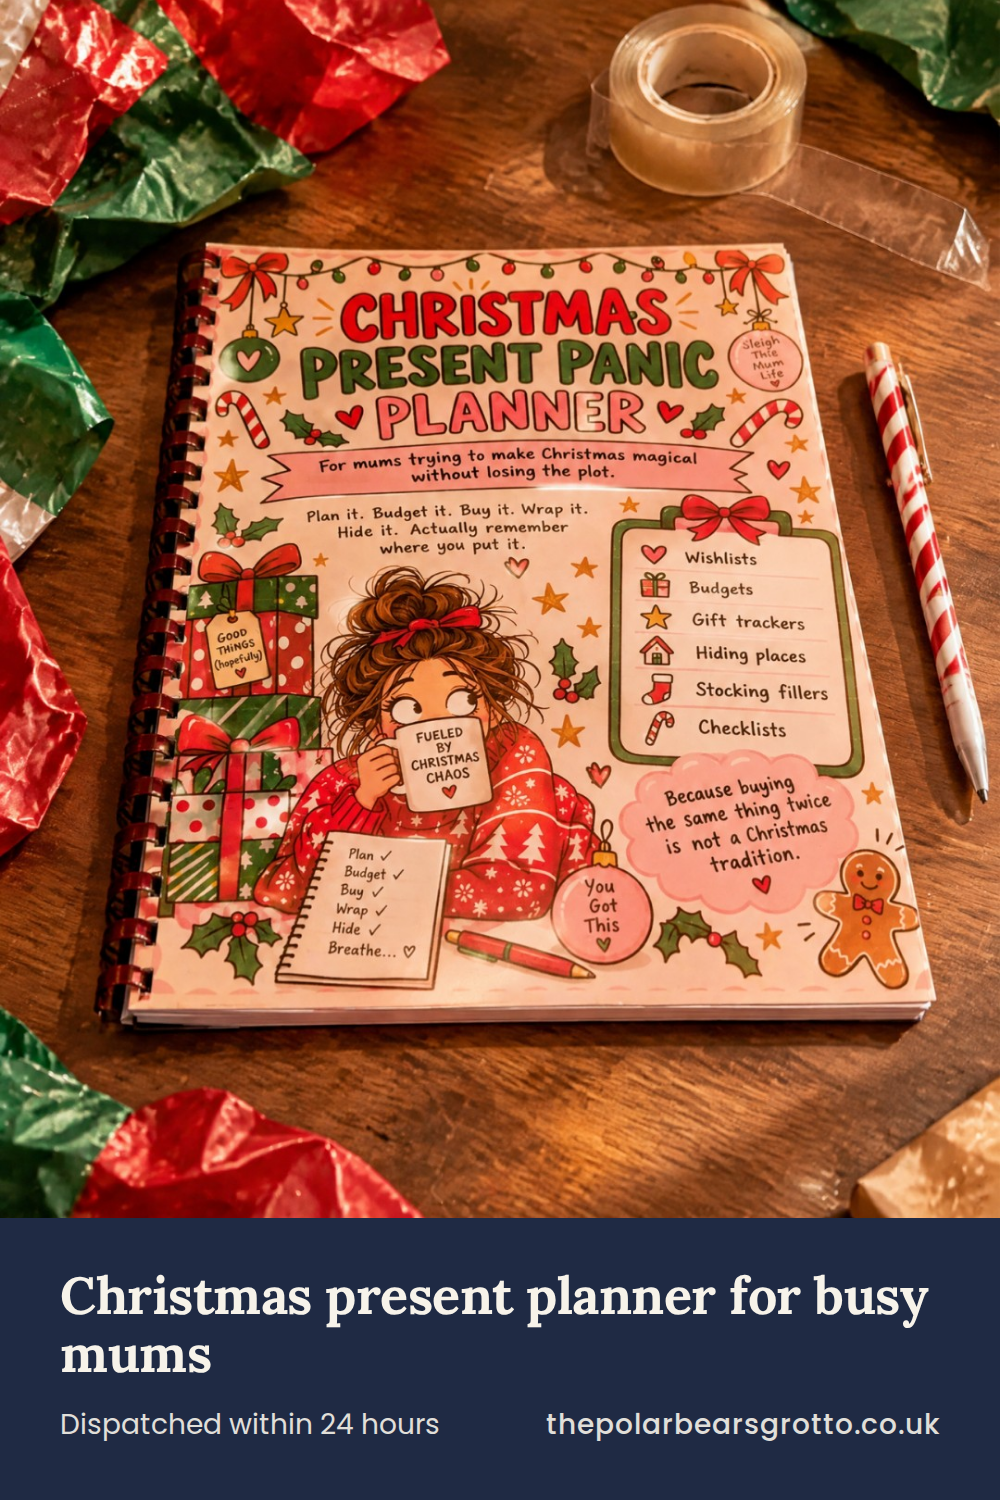 CHRISTMAS
PRESENT PANIC
PLANNER
Sleigh
This
Mum
Life
For mums trying to make Christmas magical
without losing the plot.
Plan it. Budget it. Buy it. Wrap it.
Hide it. Actually remember
where you put it.
Wishlists
Budgets
Gift trackers
Hiding places
Stocking fillers
Checklists
GOOD
THINGS
(hopefully)
FUELED
BY
CHRISTMAS
CHAOS
Because buying
the same thing twice
is not a Christmas
tradition.
Plan ✓
Budget ✓
Buy ✓
Wrap ✓
Hide ✓
Breathe... ♡
You
Got
This
Christmas present planner for busy
mums
Dispatched within 24 hours
thepolarbearsgrotto.co.uk